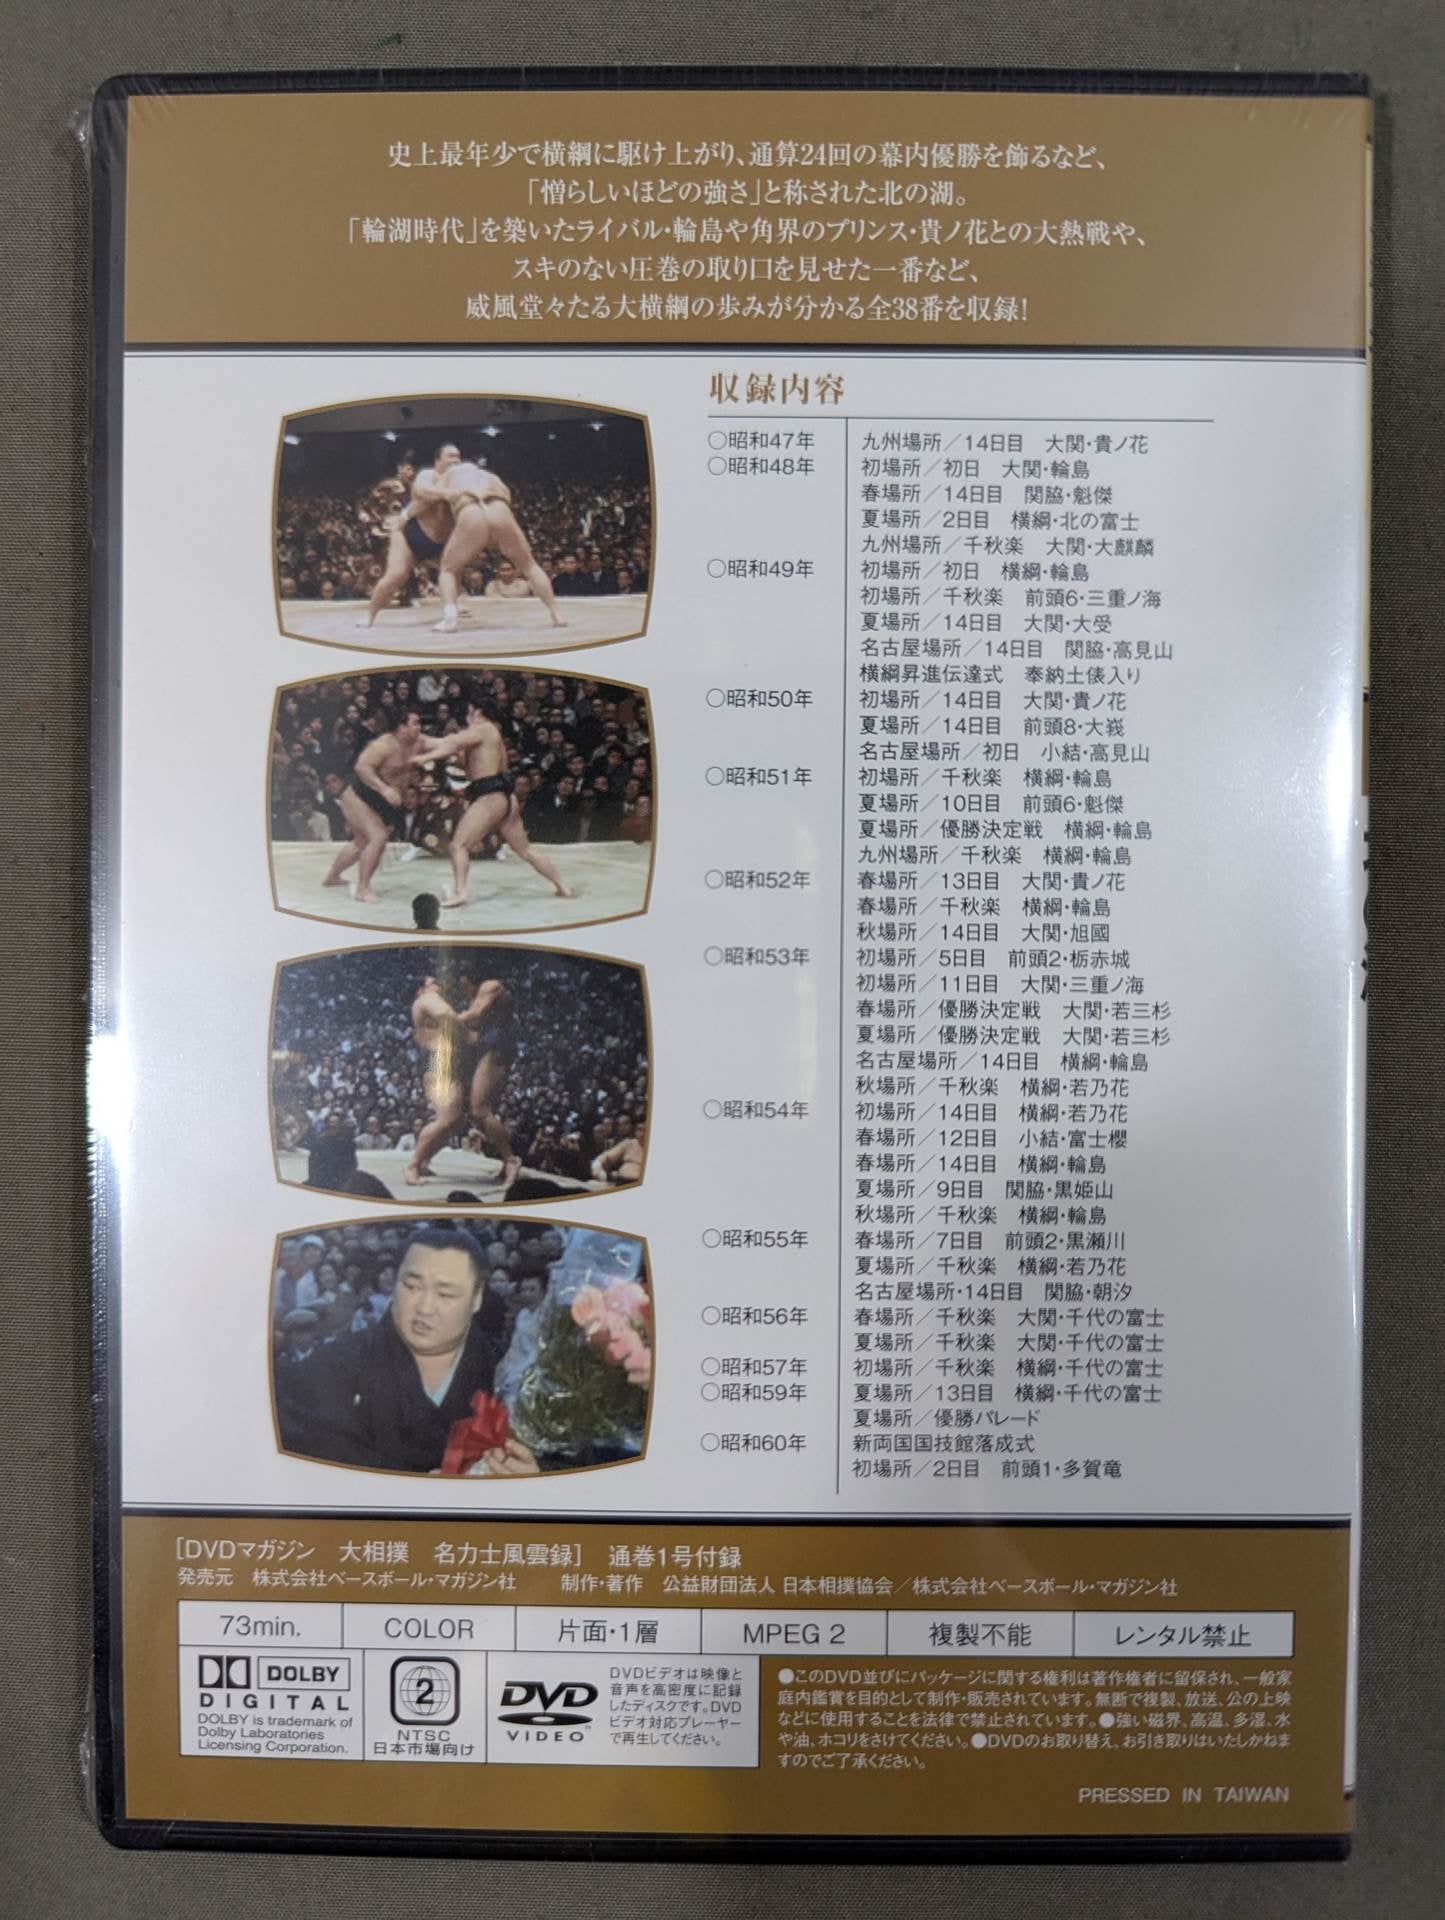 史上最年少で横綱に駆け上がり、通算24回の幕内優勝を飾るなど、
「憎らしいほどの強さ」と称された北の湖。
「輪湖時代」を築いたライバル・輪島や角界のプリンス・貴ノ花との大熱戦や、
スキのない圧巻の取り口を見せた一番など、
威風堂々たる大横綱の歩みが分かる全38番を収録！
収録内容
○昭和47年 九州場所／14日目 大関・貴ノ花
○昭和48年 初場所／初日 大関・輪島
春場所／14日目 関脇・魁傑
夏場所／2日目 横綱・北の富士
九州場所／千秋楽 大関・大麒麟
○昭和49年 初場所／初日 横綱・輪島
初場所／千秋楽 前頭6・三重ノ海
夏場所／14日目 大関・大受
名古屋場所／14日目 関脇・高見山
横綱昇進伝達式 奉納土俵入り
○昭和50年 初場所／14日目 大関・貴ノ花
夏場所／14日目 前頭8・大峩
名古屋場所／初日 小結・高見山
○昭和51年 初場所／千秋楽 横綱・輪島
夏場所／10日目 前頭6・魁傑
夏場所／優勝決定戦 横綱・輪島
九州場所／千秋楽 横綱・輪島
○昭和52年 春場所／13日目 大関・貴ノ花
春場所／千秋楽 横綱・輪島
秋場所／14日目 大関・旭國
○昭和53年 初場所／5日目 前頭2・栃赤城
初場所／11日目 大関・三重ノ海
春場所／優勝決定戦 大関・若三杉
夏場所／優勝決定戦 大関・若三杉
名古屋場所／14日目 横綱・輪島
秋場所／千秋楽 横綱・若乃花
○昭和54年 初場所／14日目 横綱・若乃花
春場所／12日目 小結・富士櫻
春場所／14日目 横綱・輪島
夏場所／9日目 関脇・黒姫山
秋場所／千秋楽 横綱・輪島
○昭和55年 春場所／7日目 前頭2・黒瀬川
夏場所／千秋楽 横綱・若乃花
名古屋場所・14日目 関脇・朝汐
○昭和56年 春場所／千秋楽 大関・千代の富士
夏場所／千秋楽 大関・千代の富士
○昭和57年 初場所／千秋楽 横綱・千代の富士
○昭和59年 夏場所／13日目 横綱・千代の富士
夏場所／優勝パレード
○昭和60年 新両国国技館落成式
初場所／2日目 前頭1・多賀竜
［DVDマガジン 大相撲 名力士風雲録］ 通巻1号付録
発売元 株式会社ベースボール・マガジン社 制作・著作 公益財団法人 日本相撲協会／株式会社ベースボール・マガジン社
73min. COLOR 片面・1層 MPEG 2 複製不能 レンタル禁止
DOLBY
DIGITAL
DOLBY is trademark of
Dolby Laboratories
Licensing Corporation.
2
NTSC
日本市場向け
DVD
VIDEO
DVDビデオは映像と
音声を高密度に記録
したディスクです。DVD
ビデオ対応プレーヤー
で再生してください。
●このDVD並びにパッケージに関する権利は著作権者に留保され、一般家
庭内鑑賞を目的として制作・販売されています。無断で複製、放送、公の上映
などに使用することを法律で禁止されています。●強い磁界、高温、多湿、水
や油、ホコリをさけてください。●DVDのお取り替え、お引き取りはいたしかねま
すのでご了承ください。
PRESSED IN TAIWAN